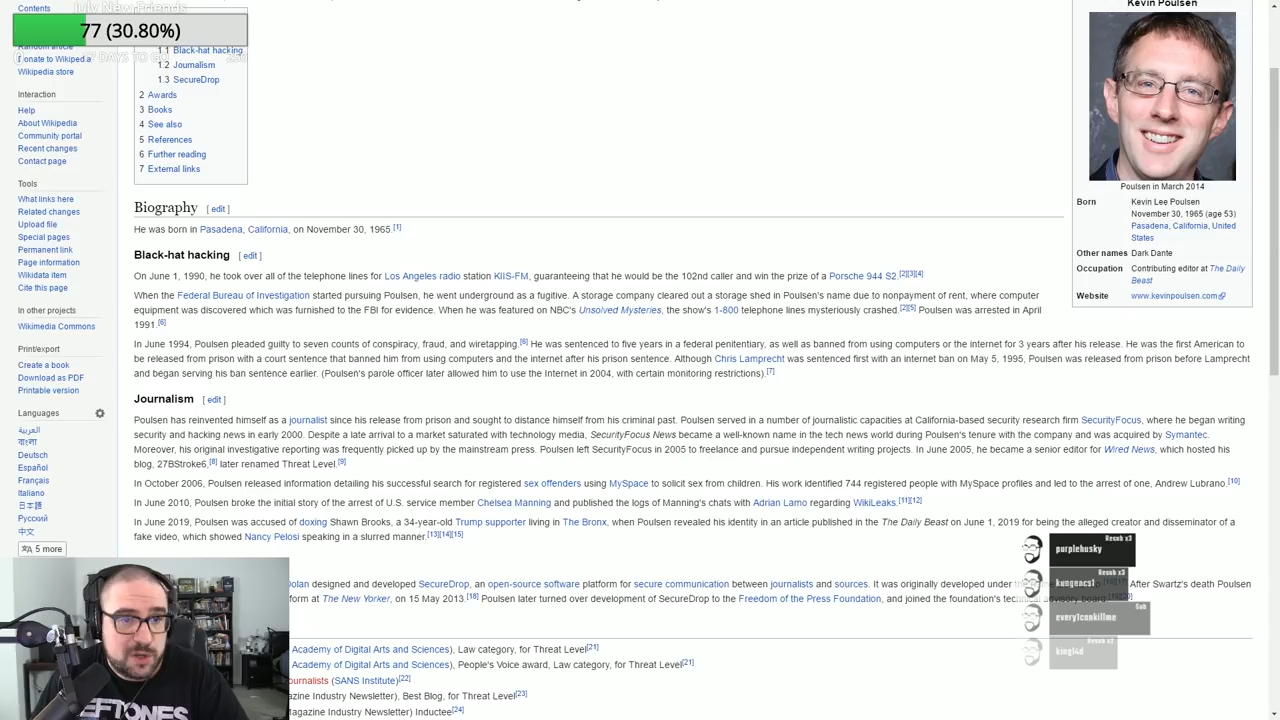 Contents
July New Friends
77 (30.80%)
Random article
Donate to Wikipedia
Wikipedia store
Interaction
Help
About Wikipedia
Community portal
Recent changes
Contact page
Tools
What links here
Related changes
Upload file
Special pages
Permanent link
Page information
Wikidata item
Cite this page
In other projects
Wikimedia Commons
Print/export
Create a book
Download as PDF
Printable version
Languages
العربية
বাংলা
Deutsch
Español
Français
Italiano
日本語
Русский
中文
5 more
1.1 Black-hat hacking
1.2 Journalism
1.3 SecureDrop
2 Awards
3 Books
4 See also
5 References
6 Further reading
7 External links
Biography [ edit ]
He was born in Pasadena, California, on November 30, 1965.[1]
Black-hat hacking [ edit ]
On June 1, 1990, he took over all of the telephone lines for Los Angeles radio station KIIS-FM, guaranteeing that he would be the 102nd caller and win the prize of a Porsche 944 S2.[2][3][4]
When the Federal Bureau of Investigation started pursuing Poulsen, he went underground as a fugitive. A storage company cleared out a storage shed in Poulsen's name due to nonpayment of rent, where computer
equipment was discovered which was furnished to the FBI for evidence. When he was featured on NBC's Unsolved Mysteries, the show's 1-800 telephone lines mysteriously crashed.[2][5] Poulsen was arrested in April
1991.[6]
In June 1994, Poulsen pleaded guilty to seven counts of conspiracy, fraud, and wiretapping.[6] He was sentenced to five years in a federal penitentiary, as well as banned from using computers or the internet for 3 years after his release. He was the first American to
be released from prison with a court sentence that banned him from using computers and the internet after his prison sentence. Although Chris Lamprecht was sentenced first with an internet ban on May 5, 1995, Poulsen was released from prison before Lamprecht
and began serving his ban sentence earlier. (Poulsen's parole officer later allowed him to use the Internet in 2004, with certain monitoring restrictions).[7]
Journalism [ edit ]
Poulsen has reinvented himself as a journalist since his release from prison and sought to distance himself from his criminal past. Poulsen served in a number of journalistic capacities at California-based security research firm SecurityFocus, where he began writing
security and hacking news in early 2000. Despite a late arrival to a market saturated with technology media, SecurityFocus News became a well-known name in the tech news world during Poulsen's tenure with the company and was acquired by Symantec.
Moreover, his original investigative reporting was frequently picked up by the mainstream press. Poulsen left SecurityFocus in 2005 to freelance and pursue independent writing projects. In June 2005, he became a senior editor for Wired News, which hosted his
blog, 27BStroke6,[8] later renamed Threat Level.[9]
In October 2006, Poulsen released information detailing his successful search for registered sex offenders using MySpace to solicit sex from children. His work identified 744 registered people with MySpace profiles and led to the arrest of one, Andrew Lubrano.[10]
In June 2010, Poulsen broke the initial story of the arrest of U.S. service member Chelsea Manning and published the logs of Manning's chats with Adrian Lamo regarding WikiLeaks.[11][12]
In June 2019, Poulsen was accused of doxing Shawn Brooks, a 34-year-old Trump supporter living in The Bronx, when Poulsen revealed his identity in an article published in the The Daily Beast on June 1, 2019 for being the alleged creator and disseminator of a
fake video, which showed Nancy Pelosi speaking in a slurred manner.[13][14][15]
Dolan designed and developed SecureDrop, an open-source software platform for secure communication between journalists and sources. It was originally developed under the After Swartz's death Poulsen
form at The New Yorker, on 15 May 2013.[18] Poulsen later turned over development of SecureDrop to the Freedom of the Press Foundation, and joined the foundation's technical advisory board.
Academy of Digital Arts and Sciences), Law category, for Threat Level[21]
Academy of Digital Arts and Sciences), People's Voice award, Law category, for Threat Level[21]
ournalists (SANS Institute)[22]
azine Industry Newsletter), Best Blog, for Threat Level[23]
Magazine Industry Newsletter) Inductee[24]
Kevin Poulsen
Poulsen in March 2014
Born Kevin Lee Poulsen
November 30, 1965 (age 53)
Pasadena, California, United
States
Other names Dark Dante
Occupation Contributing editor at The Daily
Beast
Website www.kevinpoulsen.com
Resub x3
purplehusky
Resub x3
kungacs1
Sub
every1cankillme
kingl4d
DEFTONES